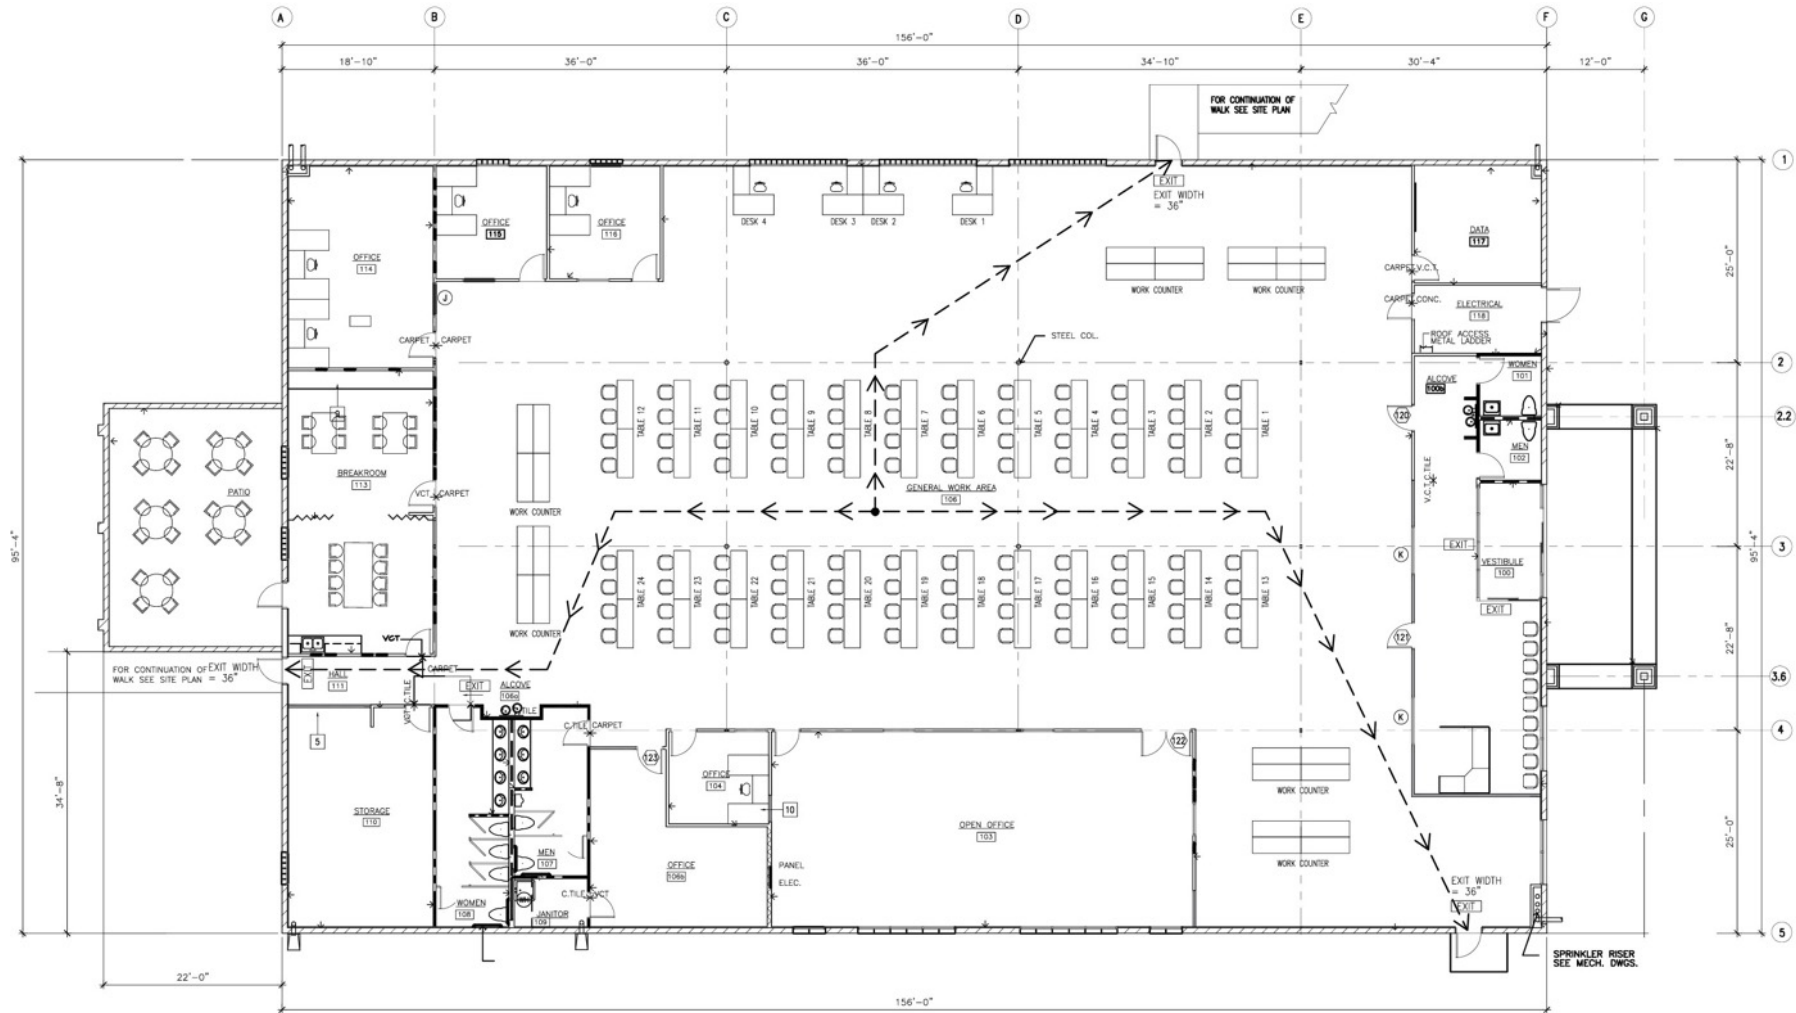 A
B
C
D
E
F
G
156'-0"
18'-10"
36'-0"
36'-0"
34'-10"
30'-4"
12'-0"
FOR CONTINUATION OF
WALK SEE SITE PLAN
1
EXIT
EXIT WIDTH
= 36"
DESK 4
DESK 3
DESK 2
DESK 1
OFFICE
115
OFFICE
116
DATA
117
OFFICE
114
25'-0"
CARPET
V.C.T.
WORK COUNTER
WORK COUNTER
J
CARPET
CONC.
ELECTRICAL
118
CARPET
CARPET
STEEL COL.
ROOF ACCESS
METAL LADDER
2
WOMEN
101
ALCOVE
100b
120
2.2
TABLE 12
TABLE 11
TABLE 10
TABLE 9
TABLE 8
TABLE 7
TABLE 6
TABLE 5
TABLE 4
TABLE 3
TABLE 2
TABLE 1
MEN
102
22'-8"
BREAKROOM
113
V.C.T.
C.TILE
PATIO
VCT
CARPET
GENERAL WORK AREA
106
WORK COUNTER
95'-4"
95'-4"
EXIT
3
K
VESTIBULE
100
TABLE 24
TABLE 23
TABLE 22
TABLE 21
TABLE 20
TABLE 19
TABLE 18
TABLE 17
TABLE 16
TABLE 15
TABLE 14
TABLE 13
EXIT
WORK COUNTER
VCT
121
22'-8"
FOR CONTINUATION OF
WALK SEE SITE PLAN
EXIT WIDTH
= 36"
EXIT
HALL
111
CARPET
EXIT
ALCOVE
106a
3.6
VCT
C.TILE
C.TILE
K
C.TILE
CARPET
4
5
123
122
OFFICE
104
10
WORK COUNTER
34'-8"
STORAGE
110
OPEN OFFICE
103
25'-0"
MEN
107
OFFICE
106b
PANEL
ELEC.
WORK COUNTER
EXIT WIDTH
= 36"
EXIT
C.TILE
VCT
WOMEN
108
JANITOR
109
5
SPRINKLER RISER
SEE MECH. DWGS.
22'-0"
156'-0"